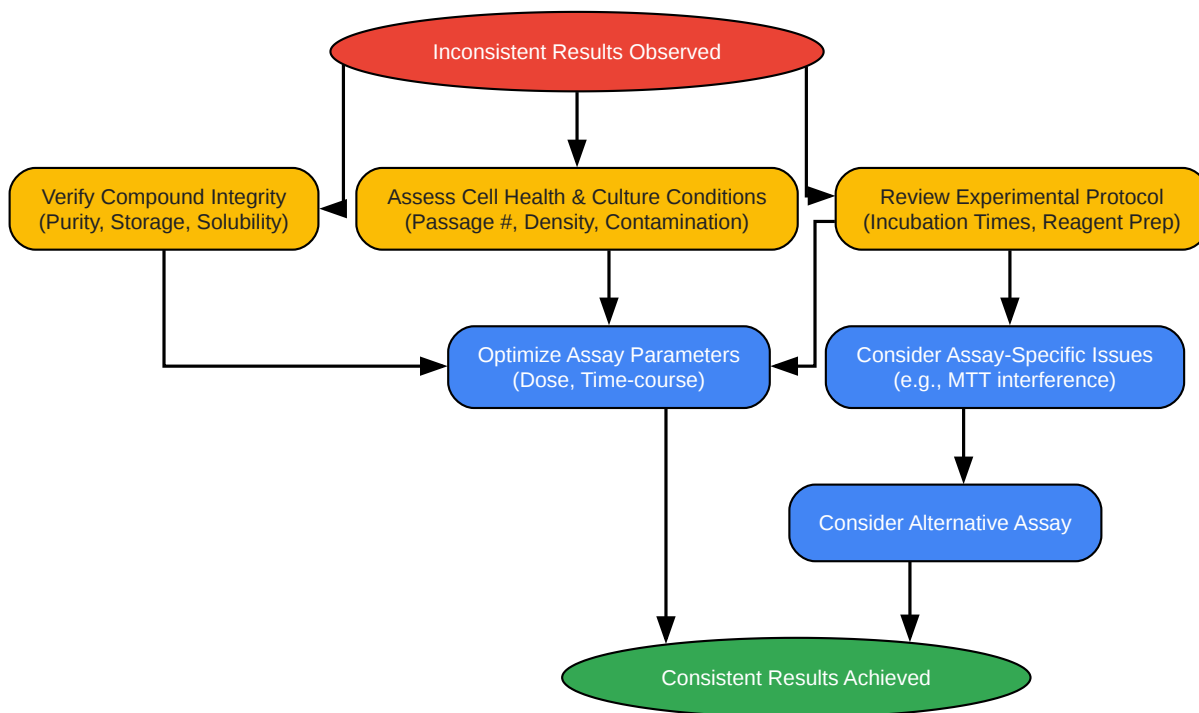 Inconsistent Results Observed
Verify Compound Integrity
(Purity, Storage, Solubility)
Assess Cell Health & Culture Conditions
(Passage #, Density, Contamination)
Review Experimental Protocol
(Incubation Times, Reagent Prep)
Optimize Assay Parameters
(Dose, Time-course)
Consider Assay-Specific Issues
(e.g., MTT interference)
Consider Alternative Assay
Consistent Results Achieved